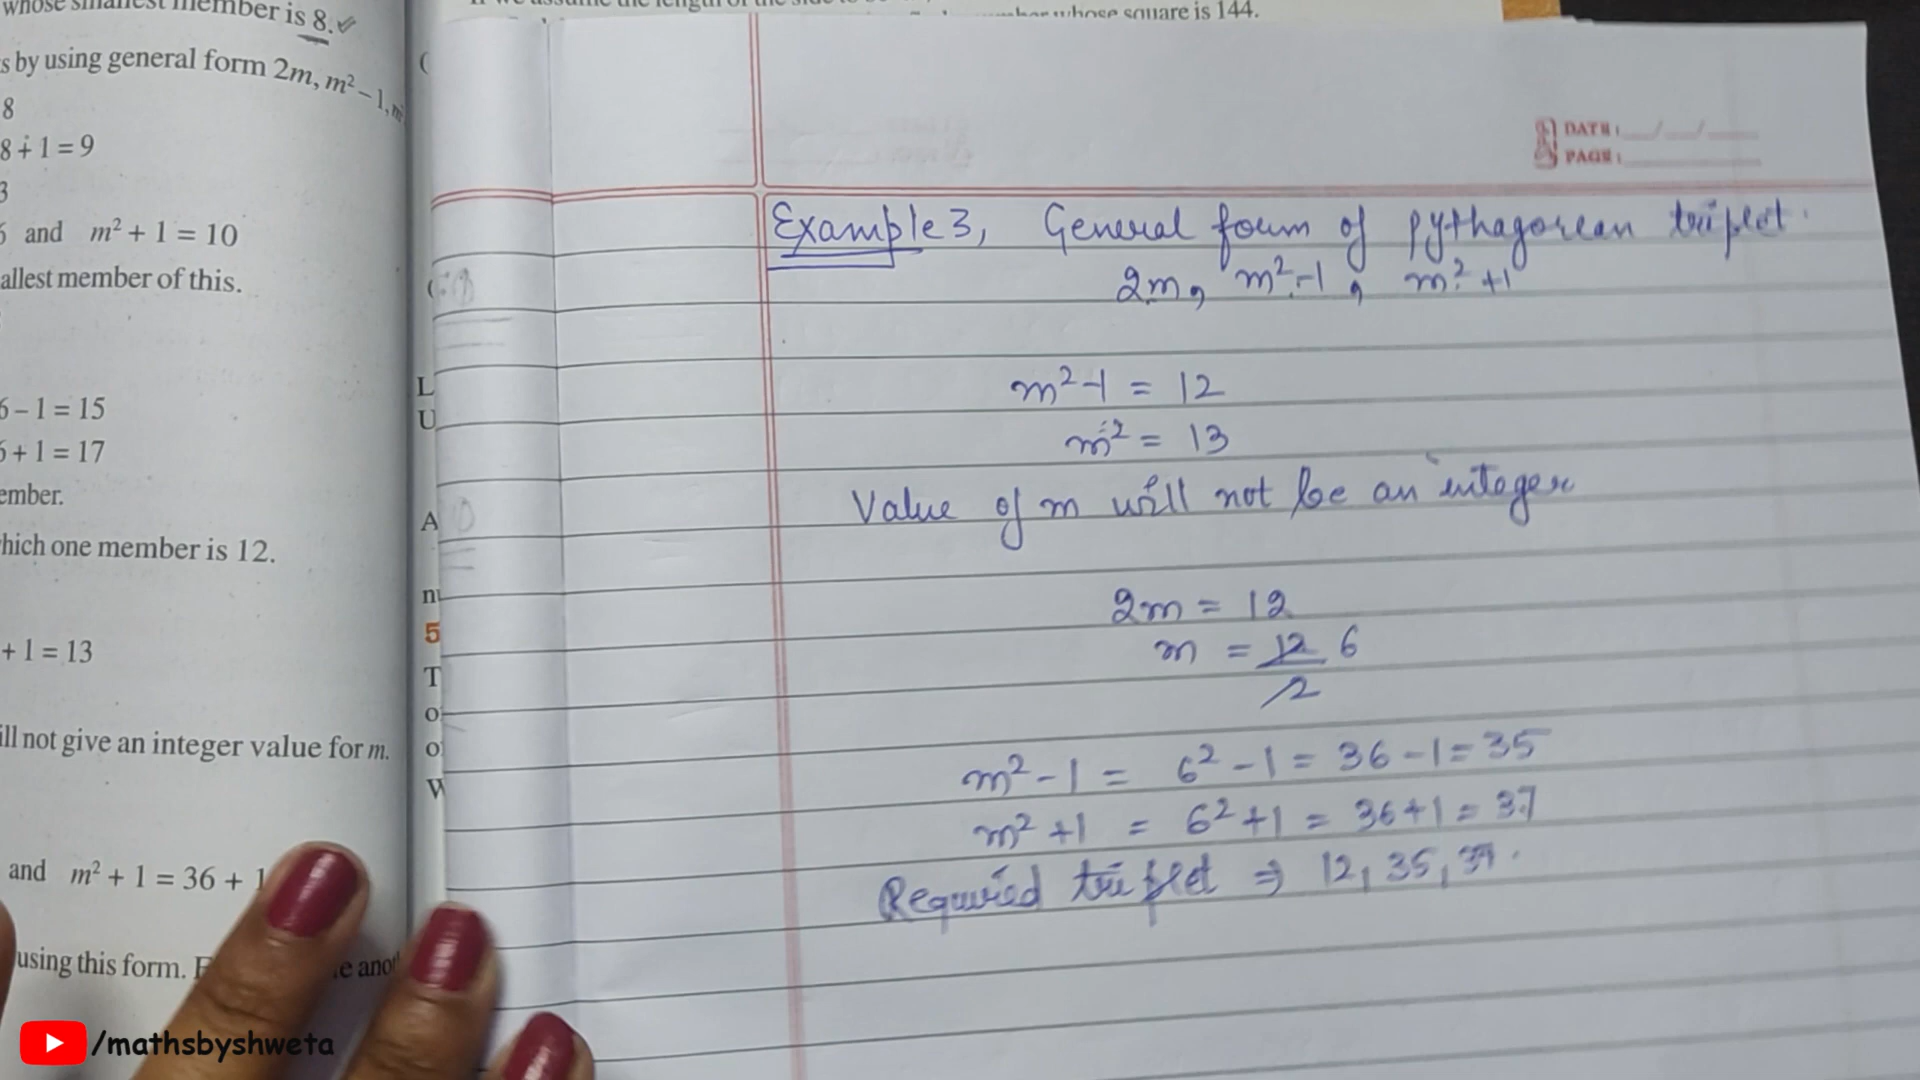 whose smallest member is 8.
s by using general form 2m, m² – 1, m
8
8 + 1 = 9
3
and m² + 1 = 10
allest member of this.
6 – 1 = 15
6 + 1 = 17
ember.
hich one member is 12.
+ 1 = 13
ill not give an integer value for m.
and m² + 1 = 36 + 1
using this form.
whose square is 144.
(
(
L
U
A
n
5
T
o
o
W
DATE:
PAGE:
Example 3, General form of pythagorean triplet.
2m, m²-1, m²+1
m²-1 = 12
m² = 13
Value of m will not be an integer
2m = 12
m = 12/2 6
m²-1 = 6²-1 = 36-1 = 35
m²+1 = 6²+1 = 36+1 = 37
Required triplet ⇒ 12, 35, 37.
/mathsbyshweta